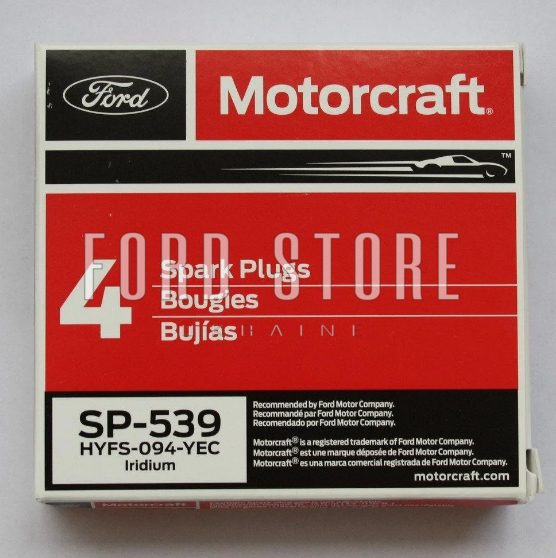 Ford
Motorcraft®
™
FORD STORE
4
Spark Plugs
Bougies
Bujías
SP-539
HYFS-094-YEC
Iridium
Recommended by Ford Motor Company.
Recommandé par Ford Motor Company.
Recomendado por Ford Motor Company.
Motorcraft® is a registered trademark of Ford Motor Company.
Motorcraft® est une marque déposée de Ford Motor Company.
Motorcraft® es una marca comercial registrada de Ford Motor Company.
motorcraft.com